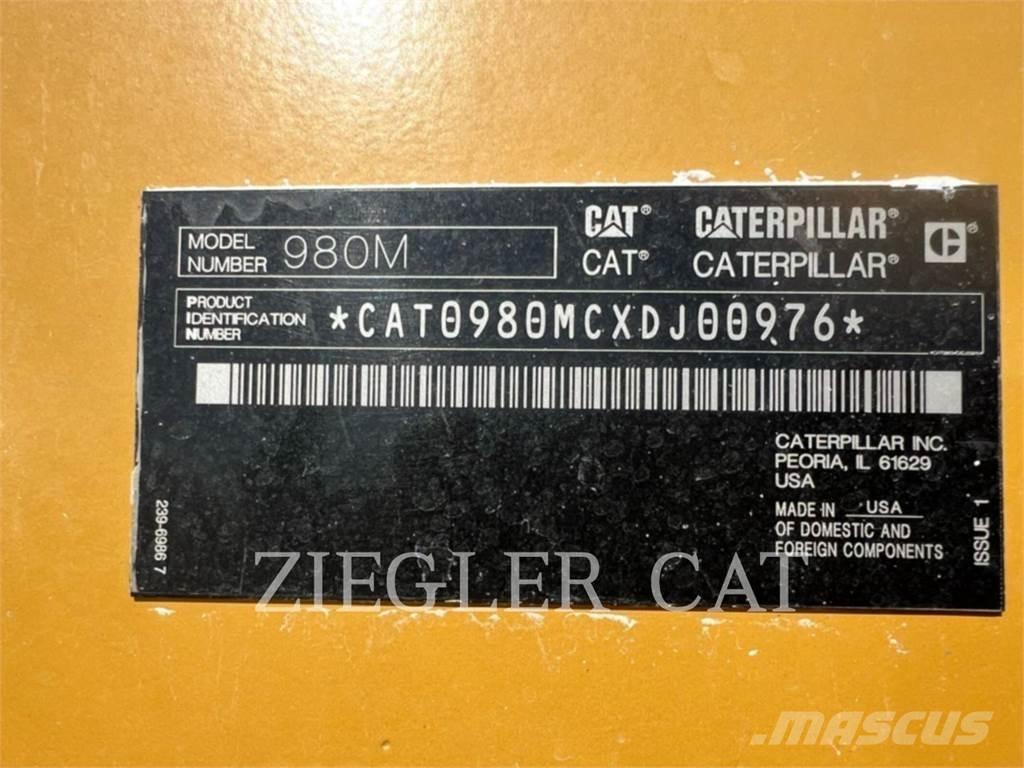 MODEL NUMBER 980M
CAT® CATERPILLAR® ®
CAT® CATERPILLAR®
PRODUCT
IDENTIFICATION
NUMBER
*CAT0980MCXDJ00976*
CATERPILLAR INC.
PEORIA, IL 61629
USA
MADE IN USA
OF DOMESTIC AND
FOREIGN COMPONENTS
ISSUE 1
239-6986 7
ZIEGLER CAT
MASCUS